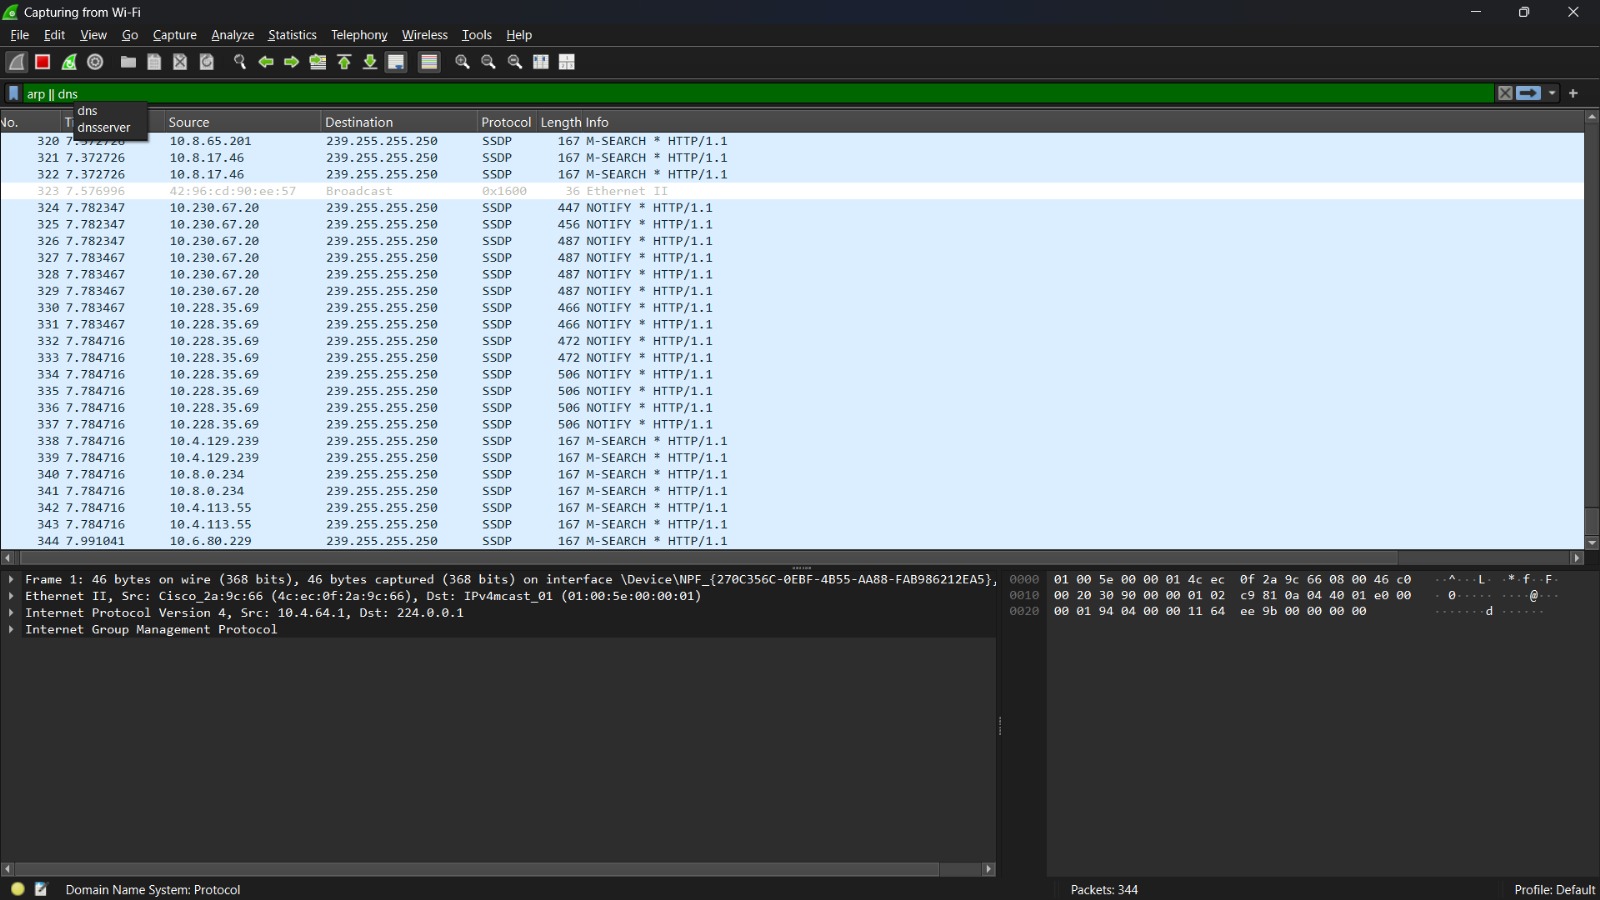 Capturing from Wi-Fi
File Edit View Go Capture Analyze Statistics Telephony Wireless Tools Help
arp || dns
dns
dnsserver
No. Source Destination Protocol Length Info
320 7.372726 10.8.65.201 239.255.255.250 SSDP 167 M-SEARCH * HTTP/1.1
321 7.372726 10.8.17.46 239.255.255.250 SSDP 167 M-SEARCH * HTTP/1.1
322 7.372726 10.8.17.46 239.255.255.250 SSDP 167 M-SEARCH * HTTP/1.1
323 7.576996 42:96:cd:90:ee:57 Broadcast 0x1600 36 Ethernet II
324 7.782347 10.230.67.20 239.255.255.250 SSDP 447 NOTIFY * HTTP/1.1
325 7.782347 10.230.67.20 239.255.255.250 SSDP 456 NOTIFY * HTTP/1.1
326 7.782347 10.230.67.20 239.255.255.250 SSDP 487 NOTIFY * HTTP/1.1
327 7.783467 10.230.67.20 239.255.255.250 SSDP 487 NOTIFY * HTTP/1.1
328 7.783467 10.230.67.20 239.255.255.250 SSDP 487 NOTIFY * HTTP/1.1
329 7.783467 10.230.67.20 239.255.255.250 SSDP 487 NOTIFY * HTTP/1.1
330 7.783467 10.228.35.69 239.255.255.250 SSDP 466 NOTIFY * HTTP/1.1
331 7.783467 10.228.35.69 239.255.255.250 SSDP 466 NOTIFY * HTTP/1.1
332 7.784716 10.228.35.69 239.255.255.250 SSDP 472 NOTIFY * HTTP/1.1
333 7.784716 10.228.35.69 239.255.255.250 SSDP 472 NOTIFY * HTTP/1.1
334 7.784716 10.228.35.69 239.255.255.250 SSDP 506 NOTIFY * HTTP/1.1
335 7.784716 10.228.35.69 239.255.255.250 SSDP 506 NOTIFY * HTTP/1.1
336 7.784716 10.228.35.69 239.255.255.250 SSDP 506 NOTIFY * HTTP/1.1
337 7.784716 10.228.35.69 239.255.255.250 SSDP 506 NOTIFY * HTTP/1.1
338 7.784716 10.4.129.239 239.255.255.250 SSDP 167 M-SEARCH * HTTP/1.1
339 7.784716 10.4.129.239 239.255.255.250 SSDP 167 M-SEARCH * HTTP/1.1
340 7.784716 10.8.0.234 239.255.255.250 SSDP 167 M-SEARCH * HTTP/1.1
341 7.784716 10.8.0.234 239.255.255.250 SSDP 167 M-SEARCH * HTTP/1.1
342 7.784716 10.4.113.55 239.255.255.250 SSDP 167 M-SEARCH * HTTP/1.1
343 7.784716 10.4.113.55 239.255.255.250 SSDP 167 M-SEARCH * HTTP/1.1
344 7.991041 10.6.80.229 239.255.255.250 SSDP 167 M-SEARCH * HTTP/1.1
Frame 1: 46 bytes on wire (368 bits), 46 bytes captured (368 bits) on interface \Device\NPF_{270C356C-0EBF-4B55-AA88-FAB986212EA5},
Ethernet II, Src: Cisco_2a:9c:66 (4c:ec:0f:2a:9c:66), Dst: IPv4mcast_01 (01:00:5e:00:00:01)
Internet Protocol Version 4, Src: 10.4.64.1, Dst: 224.0.0.1
Internet Group Management Protocol
0000 01 00 5e 00 00 01 4c ec 0f 2a 9c 66 08 00 46 c0 ··^···L· ·*·f··F·
0010 00 20 30 90 00 00 01 02 c9 81 0a 04 40 01 e0 00 · 0····· ····@···
0020 00 01 94 04 00 00 11 64 ee 9b 00 00 00 00 ·······d ······
Domain Name System: Protocol
Packets: 344
Profile: Default